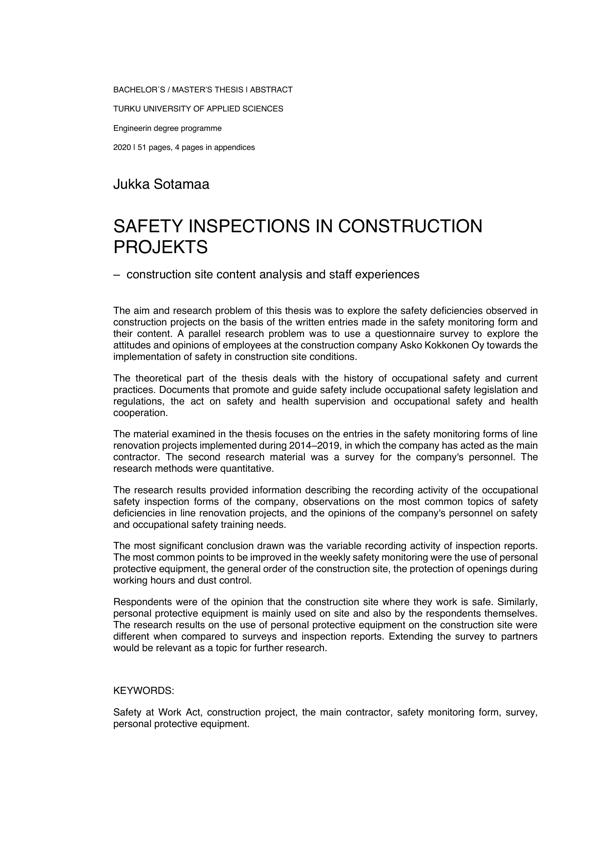 BACHELOR´S / MASTER'S THESIS | ABSTRACT
TURKU UNIVERSITY OF APPLIED SCIENCES
Engineerin degree programme
2020 | 51 pages, 4 pages in appendices
Jukka Sotamaa
SAFETY INSPECTIONS IN CONSTRUCTION
PROJEKTS
– construction site content analysis and staff experiences
The aim and research problem of this thesis was to explore the safety deficiencies observed in
construction projects on the basis of the written entries made in the safety monitoring form and
their content. A parallel research problem was to use a questionnaire survey to explore the
attitudes and opinions of employees at the construction company Asko Kokkonen Oy towards the
implementation of safety in construction site conditions.
The theoretical part of the thesis deals with the history of occupational safety and current
practices. Documents that promote and guide safety include occupational safety legislation and
regulations, the act on safety and health supervision and occupational safety and health
cooperation.
The material examined in the thesis focuses on the entries in the safety monitoring forms of line
renovation projects implemented during 2014–2019, in which the company has acted as the main
contractor. The second research material was a survey for the company's personnel. The
research methods were quantitative.
The research results provided information describing the recording activity of the occupational
safety inspection forms of the company, observations on the most common topics of safety
deficiencies in line renovation projects, and the opinions of the company's personnel on safety
and occupational safety training needs.
The most significant conclusion drawn was the variable recording activity of inspection reports.
The most common points to be improved in the weekly safety monitoring were the use of personal
protective equipment, the general order of the construction site, the protection of openings during
working hours and dust control.
Respondents were of the opinion that the construction site where they work is safe. Similarly,
personal protective equipment is mainly used on site and also by the respondents themselves.
The research results on the use of personal protective equipment on the construction site were
different when compared to surveys and inspection reports. Extending the survey to partners
would be relevant as a topic for further research.
KEYWORDS:
Safety at Work Act, construction project, the main contractor, safety monitoring form, survey,
personal protective equipment.